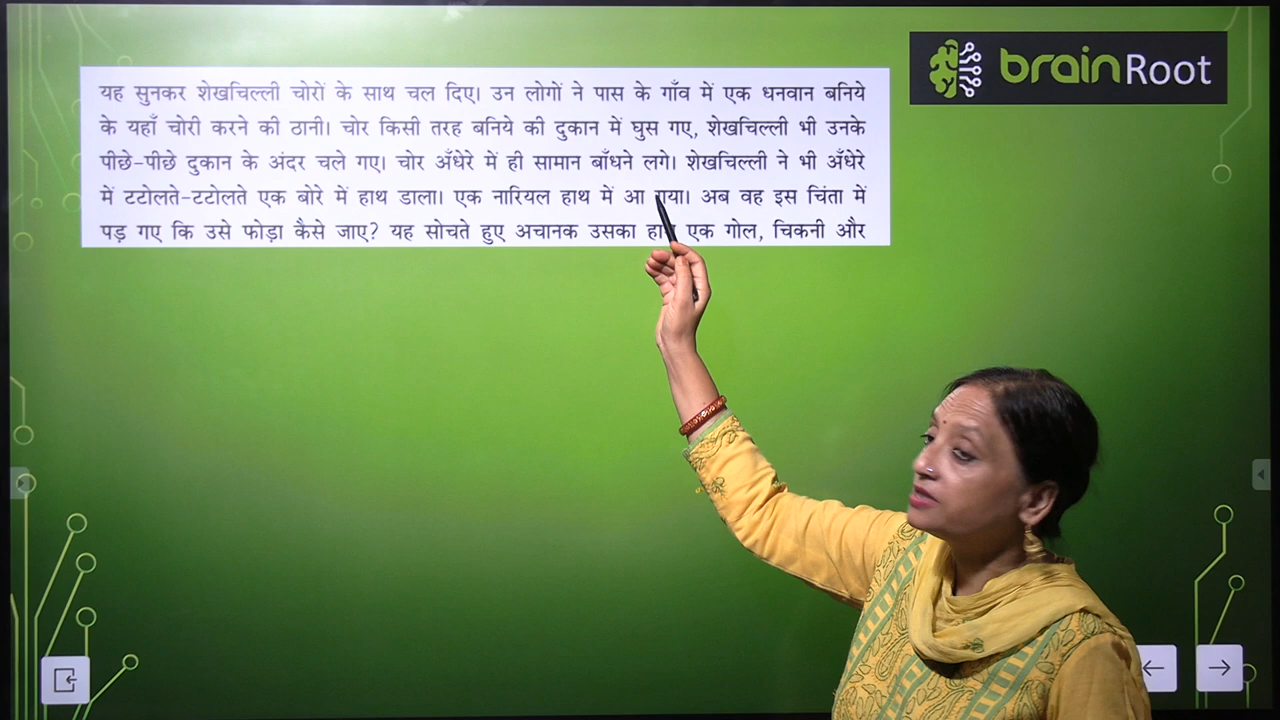 brainRoot
यह सुनकर शेखचिल्ली चोरों के साथ चल दिए। उन लोगों ने पास के गाँव में एक धनवान बनिये
के यहाँ चोरी करने की ठानी। चोर किसी तरह बनिये की दुकान में घुस गए, शेखचिल्ली भी उनके
पीछे-पीछे दुकान के अंदर चले गए। चोर अँधेरे में ही सामान बाँधने लगे। शेखचिल्ली ने भी अँधेरे
में टटोलते-टटोलते एक बोरे में हाथ डाला। एक नारियल हाथ में आ गया। अब वह इस चिंता में
पड़ गए कि उसे फोड़ा कैसे जाए? यह सोचते हुए अचानक उसका हाथ एक गोल, चिकनी और